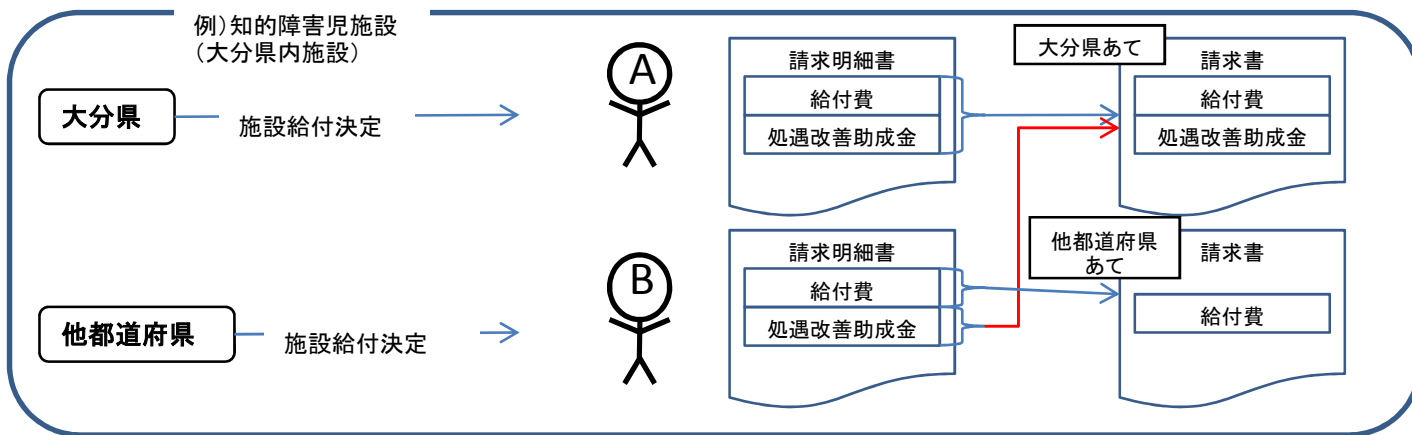 例)知的障害児施設
(大分県内施設)
大分県
施設給付決定
A
請求明細書
給付費
処遇改善助成金
大分県あて
請求書
給付費
処遇改善助成金
他都道府県
施設給付決定
B
請求明細書
給付費
処遇改善助成金
他都道府県
あて
請求書
給付費